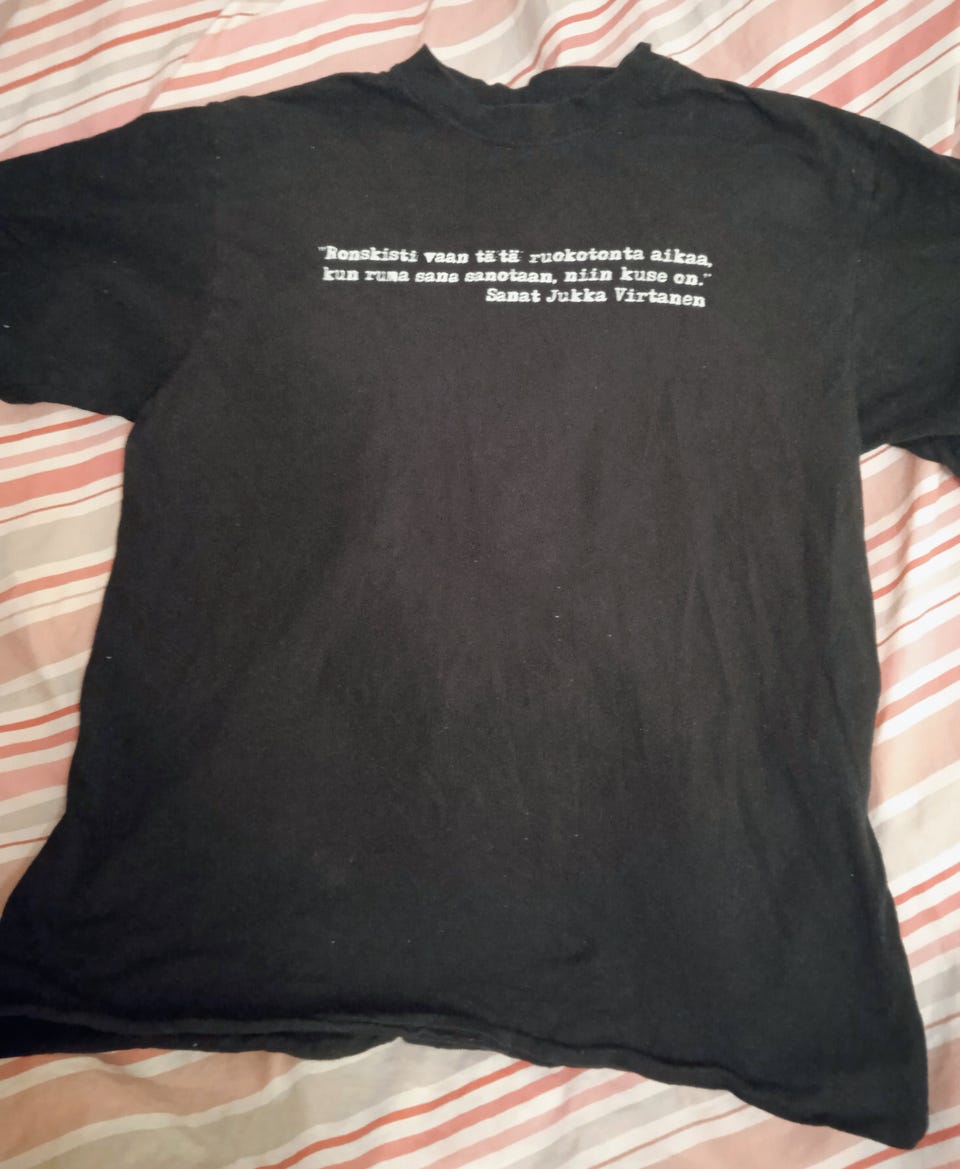 "Ronskisti vaan tätä ruokotonta aikaa,
kun ruma sana sanotaan, niin kuse on."
Sanat Jukka Virtanen